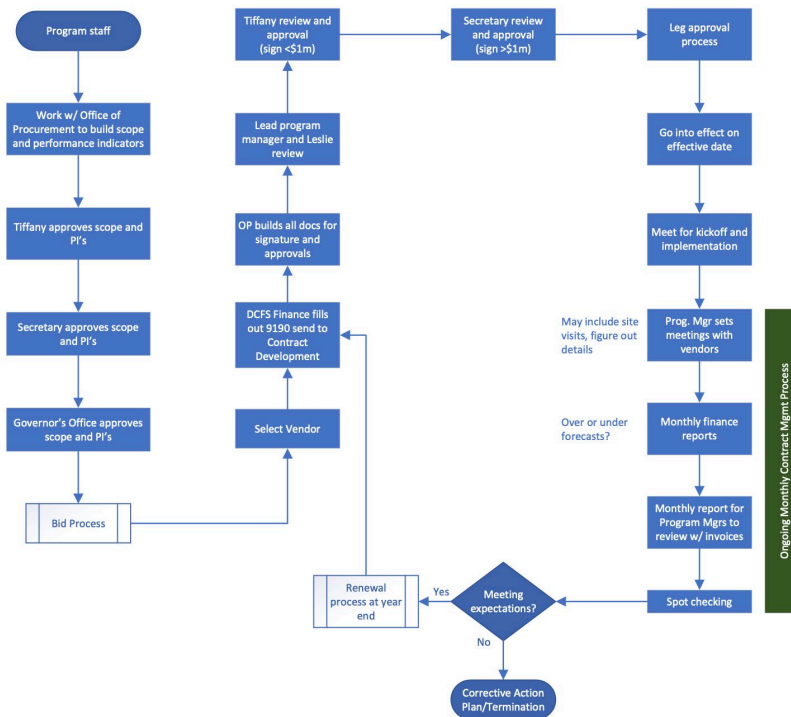 Program staff
Work w/ Office of
Procurement to build scope
and performance indicators
Tiffany approves scope and
PI's
Secretary approves scope
and PI's
Governor's Office approves
scope and PI's
Bid Process
Select Vendor
DCFS Finance fills
out 9190 send to
Contract
Development
OP builds all docs for
signature and
approvals
Lead program
manager and Leslie
review
Tiffany review and
approval
(sign <$1m)
Secretary review
and approval
(sign >$1m)
Leg approval
process
Go into effect on
effective date
Meet for kickoff and
implementation
May include site
visits, figure out
details
Prog. Mgr sets
meetings with
vendors
Over or under
forecasts?
Monthly finance
reports
Monthly report for
Program Mgrs to
review w/ invoices
Spot checking
Ongoing Monthly Contract Mgmt Process
Meeting
expectations?
Yes
Renewal
process at year
end
No
Corrective Action
Plan/Termination